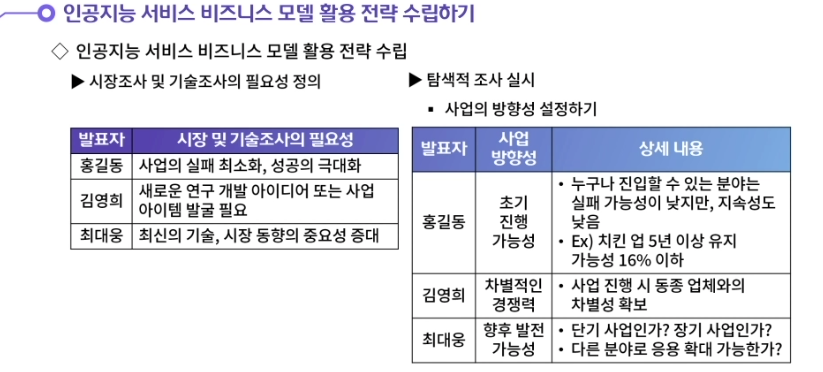 인공지능 서비스 비즈니스 모델 활용 전략 수립하기
◇ 인공지능 서비스 비즈니스 모델 활용 전략 수립
▶ 시장조사 및 기술조사의 필요성 정의
발표자 시장 및 기술조사의 필요성
홍길동 사업의 실패 최소화, 성공의 극대화
김영희 새로운 연구 개발 아이디어 또는 사업
아이템 발굴 필요
최대웅 최신의 기술, 시장 동향의 중요성 증대
▶ 탐색적 조사 실시
▪ 사업의 방향성 설정하기
발표자 사업
방향성 상세 내용
홍길동 초기
진행
가능성
• 누구나 진입할 수 있는 분야는
실패 가능성이 낮지만, 지속성도
낮음
• Ex) 치킨 업 5년 이상 유지
가능성 16% 이하
김영희 차별적인
경쟁력
• 사업 진행 시 동종 업체와의
차별성 확보
최대웅 향후 발전
가능성
• 단기 사업인가? 장기 사업인가?
• 다른 분야로 응용 확대 가능한가?